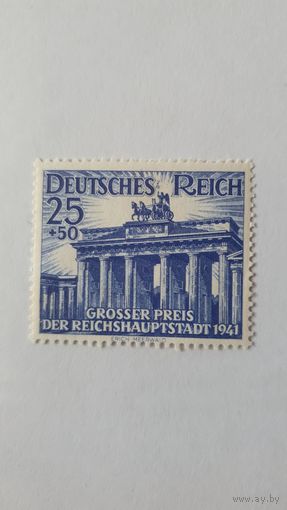 DEUTSCHES REICH
25
+50
GROSSER PREIS
DER REICHSHAUPTSTADT 1941
ERICH MEERWALD
www.ay.by